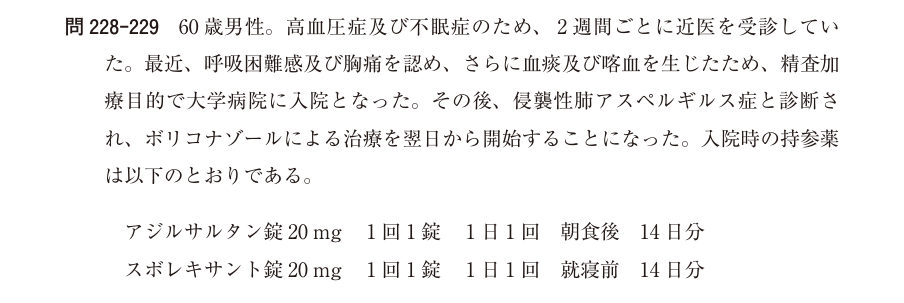 問 228-229 60 歳男性。高血圧症及び不眠症のため、2 週間ごとに近医を受診してい
た。最近、呼吸困難感及び胸痛を認め、さらに血痰及び喀血を生じたため、精査加
療目的で大学病院に入院となった。その後、侵襲性肺アスペルギルス症と診断さ
れ、ボリコナゾールによる治療を翌日から開始することになった。入院時の持参薬
は以下のとおりである。
アジルサルタン錠 20 mg 1 回 1 錠 1 日 1 回 朝食後 14 日分
スボレキサント錠 20 mg 1 回 1 錠 1 日 1 回 就寝前 14 日分